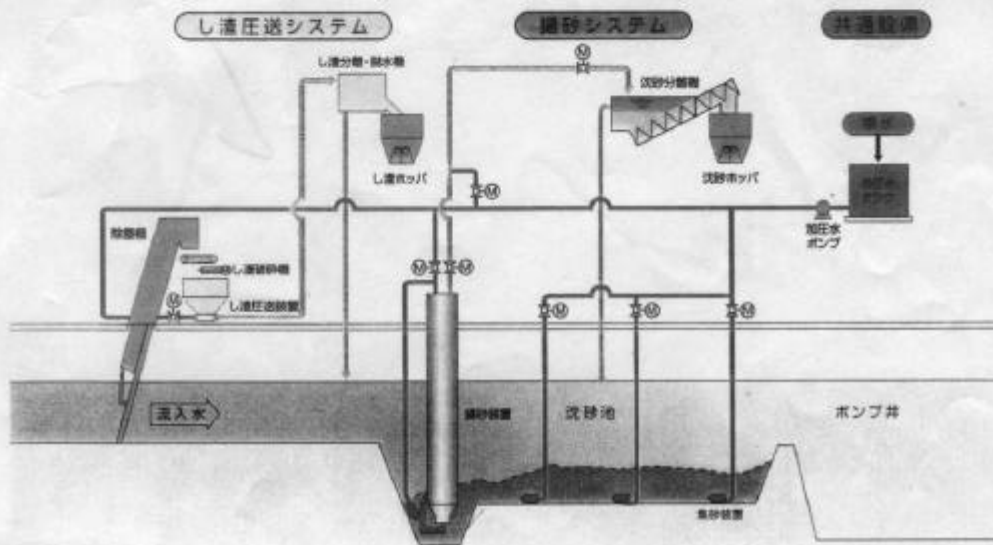 し渣圧送システム
揚砂システム
共通設備
し渣分離・脱水機
沈砂分離機
し渣ホッパ
沈砂ホッパ
除塵機
し渣破砕機
し渣圧送装置
加圧水
ポンプ
流入水
揚砂装置
沈砂池
ポンプ井
集砂装置
M
M
M
M
M
M
M
M